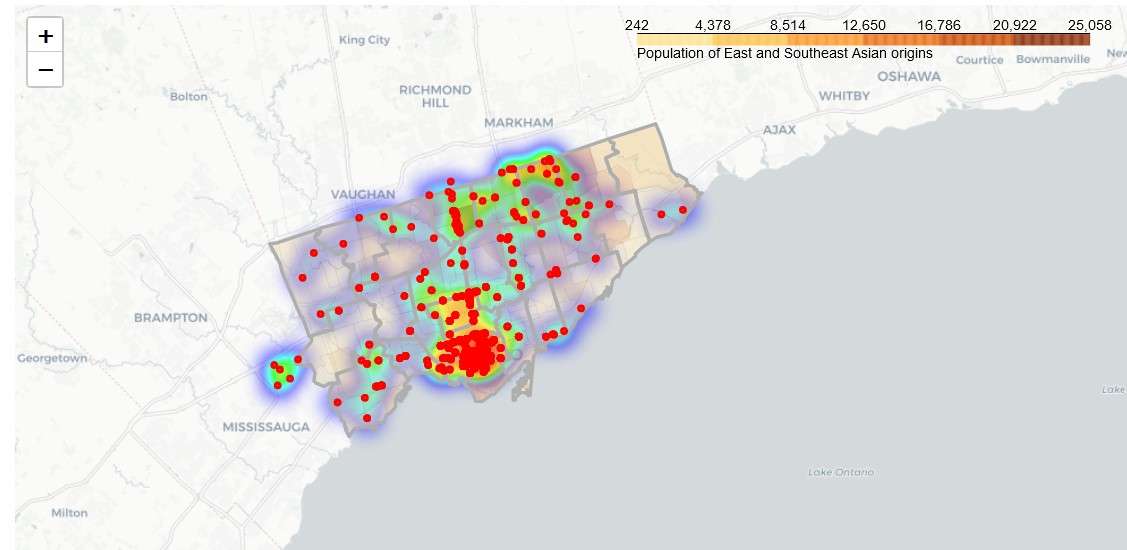 +
−
242 4,378 8,514 12,650 16,786 20,922 25,058
Population of East and Southeast Asian origins
King City
Courtice
Bowmanville
New
OSHAWA
Bolton
RICHMOND
HILL
WHITBY
MARKHAM
AJAX
VAUGHAN
BRAMPTON
Georgetown
Lake
MISSISSAUGA
Lake Ontario
Milton